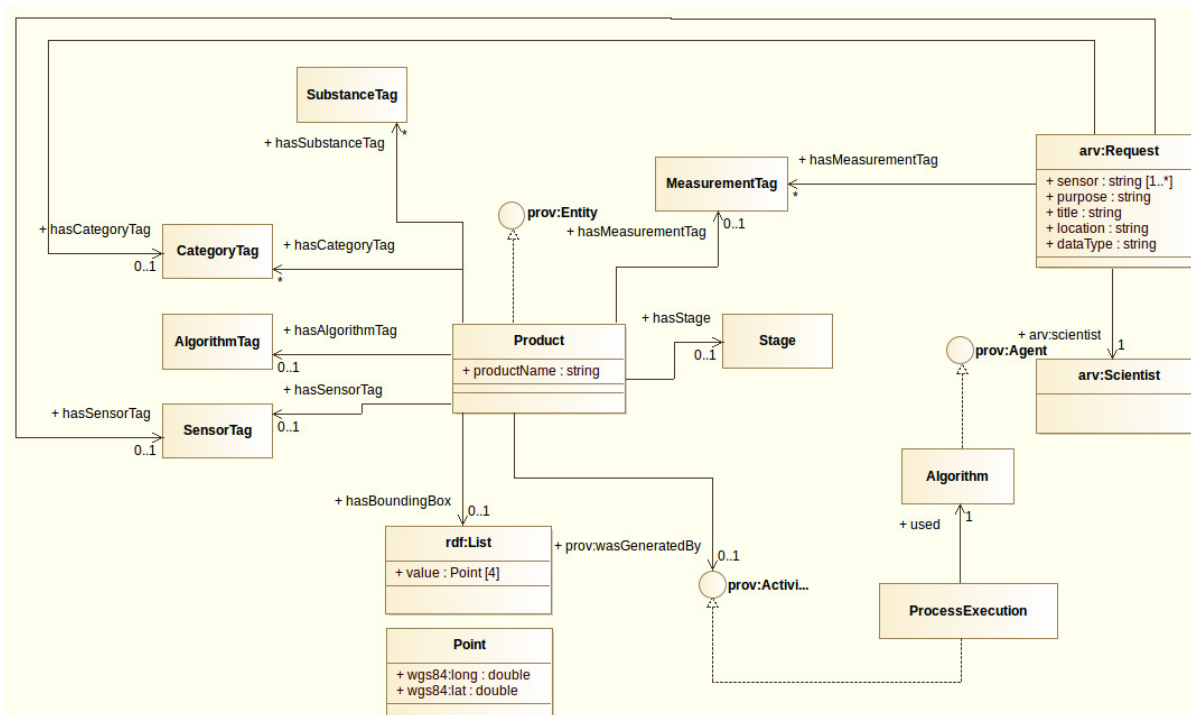 SubstanceTag
*
+ hasSubstanceTag
arv:Request
+ sensor : string [1..*]
+ purpose : string
+ title : string
+ location : string
+ dataType : string
+ hasMeasurementTag
*
MeasurementTag
0..1
+ hasMeasurementTag
prov:Entity
+ hasCategoryTag
0..1
CategoryTag
+ hasCategoryTag
*
AlgorithmTag
+ hasAlgorithmTag
0..1
Product
+ productName : string
+ hasStage
0..1
Stage
+ arv:scientist
1
prov:Agent
arv:Scientist
+ hasSensorTag
0..1
SensorTag
+ hasSensorTag
0..1
Algorithm
+ used
1
+ hasBoundingBox
0..1
rdf:List
+ value : Point [4]
+ prov:wasGeneratedBy
0..1
prov:Activi...
ProcessExecution
Point
+ wgs84:long : double
+ wgs84:lat : double